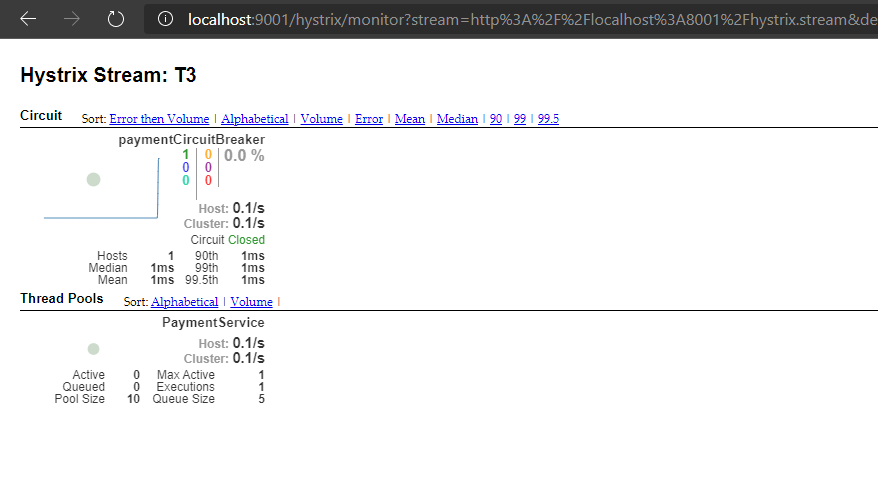 localhost:9001/hystrix/monitor?stream=http%3A%2F%2Flocalhost%3A8001%2Fhystrix.stream&de
Hystrix Stream: T3
Circuit Sort: Error then Volume | Alphabetical | Volume | Error | Mean | Median | 90 | 99 | 99.5
paymentCircuitBreaker
1 0 0.0 %
0 0
0 0
Host: 0.1/s
Cluster: 0.1/s
Circuit Closed
Hosts 1 90th 1ms
Median 1ms 99th 1ms
Mean 1ms 99.5th 1ms
Thread Pools Sort: Alphabetical | Volume |
PaymentService
Host: 0.1/s
Cluster: 0.1/s
Active 0 Max Active 1
Queued 0 Executions 1
Pool Size 10 Queue Size 5